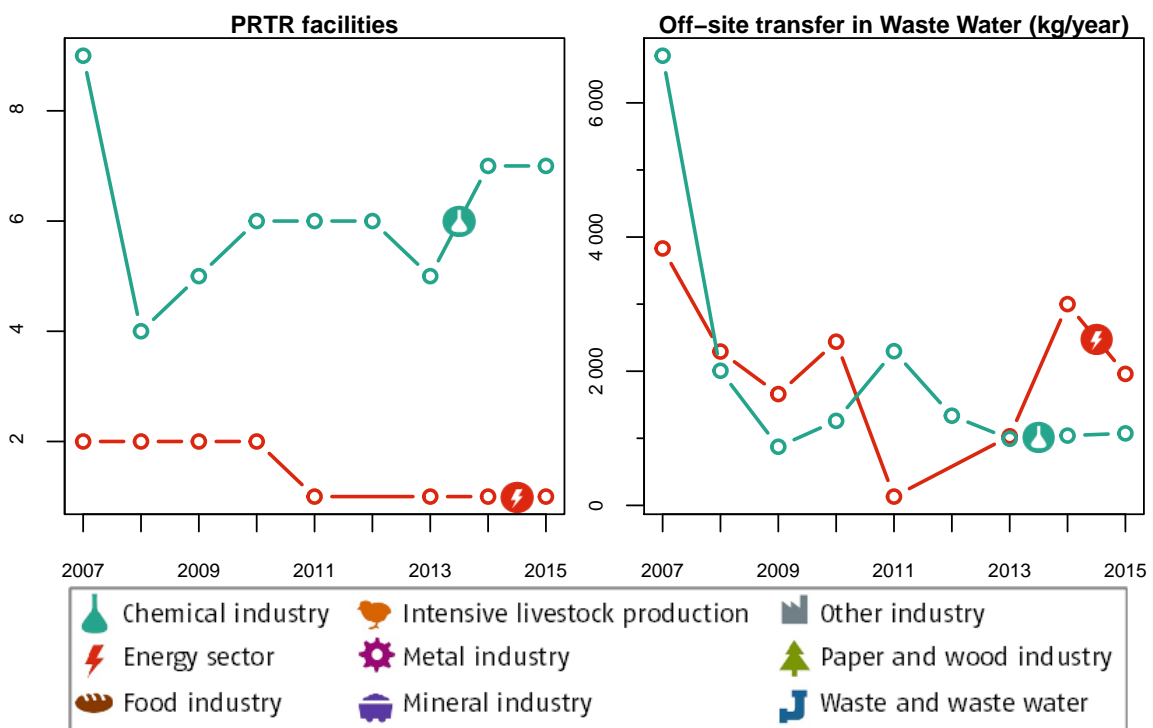 PRTR facilities
Off−site transfer in Waste Water (kg/year)
8
6
4
2
6 000
4 000
2 000
0
2007 2009 2011 2013 2015
2007 2009 2011 2013 2015
Chemical industry Intensive livestock production Other industry
Energy sector Metal industry Paper and wood industry
Food industry Mineral industry Waste and waste water